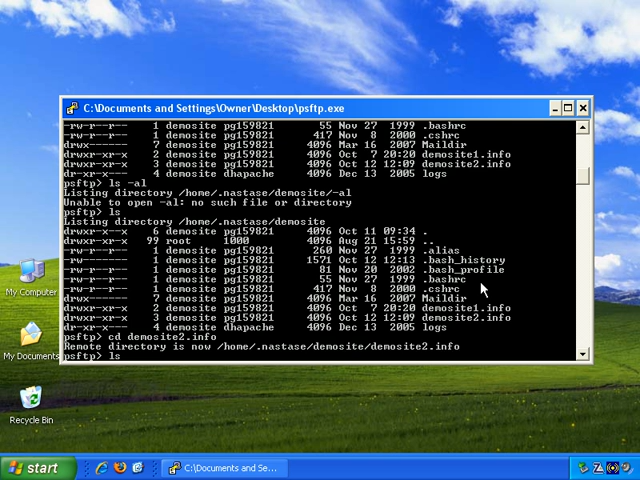 C:\Documents and Settings\Owner\Desktop\psftp.exe
-rw-r--r-- 1 demosite pg159821 55 Nov 27 1999 .bashrc
-rw-r--r-- 1 demosite pg159821 417 Nov 8 2000 .cshrc
drwx------ 7 demosite pg159821 4096 Mar 16 2007 Maildir
drwxr-xr-x 2 demosite pg159821 4096 Oct 7 20:20 demosite1.info
drwxr-xr-x 3 demosite pg159821 4096 Oct 12 12:09 demosite2.info
drwxr-xr-- 4 demosite dhapache 4096 Dec 13 2005 logs
psftp> ls -al
Listing directory /home/.nastase/demosite/-al
Unable to open -al: no such file or directory
psftp> ls
Listing directory /home/.nastase/demosite
drwxr-x--x 6 demosite pg159821 4096 Oct 11 09:34 .
drwxr-xr-x 99 root 1000 4096 Aug 21 15:59 ..
-rw-r--r-- 1 demosite pg159821 260 Nov 27 1999 .alias
-rw------- 1 demosite pg159821 1571 Oct 12 12:13 .bash_history
-rw-r--r-- 1 demosite pg159821 81 Nov 20 2002 .bash_profile
-rw-r--r-- 1 demosite pg159821 55 Nov 27 1999 .bashrc
-rw-r--r-- 1 demosite pg159821 417 Nov 8 2000 .cshrc
drwx------ 7 demosite pg159821 4096 Mar 16 2007 Maildir
drwxr-xr-x 2 demosite pg159821 4096 Oct 7 20:20 demosite1.info
drwxr-xr-x 3 demosite pg159821 4096 Oct 12 12:09 demosite2.info
drwxr-xr-- 4 demosite dhapache 4096 Dec 13 2005 logs
psftp> cd demosite2.info
Remote directory is now /home/.nastase/demosite/demosite2.info
psftp> ls
My Computer
My Documents
Recycle Bin
start
C:\Documents and Se...